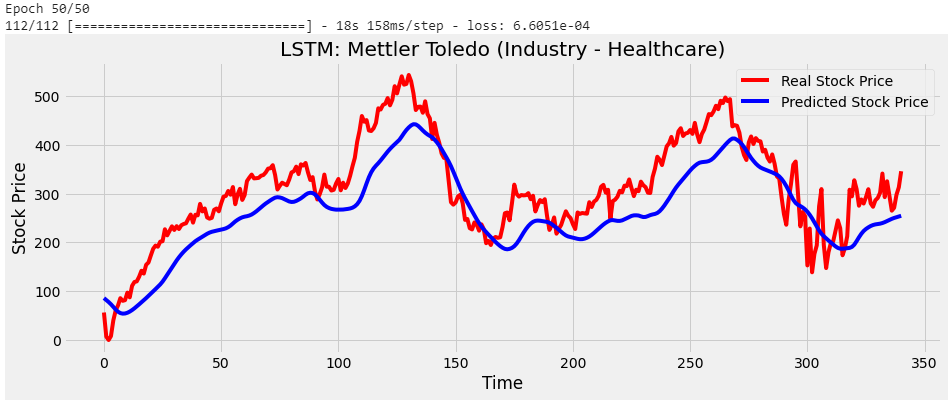 Epoch 50/50
112/112 [==============================] - 18s 158ms/step - loss: 6.6051e-04
LSTM: Mettler Toledo (Industry - Healthcare)
Real Stock Price
Predicted Stock Price
Stock Price
500
400
300
200
100
0
0 50 100 150 200 250 300 350
Time